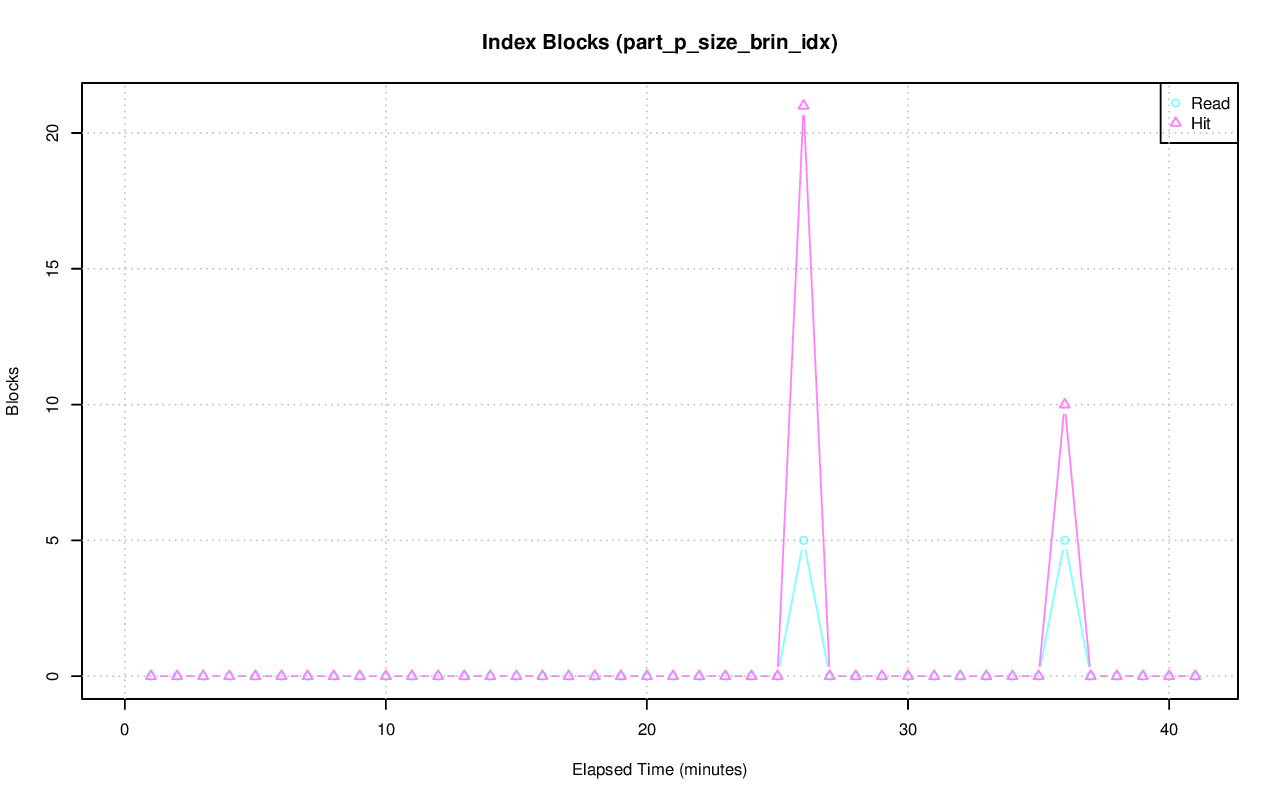 Index Blocks (part_p_size_brin_idx)
Read
Hit
Blocks
20
15
10
5
0
0 10 20 30 40
Elapsed Time (minutes)